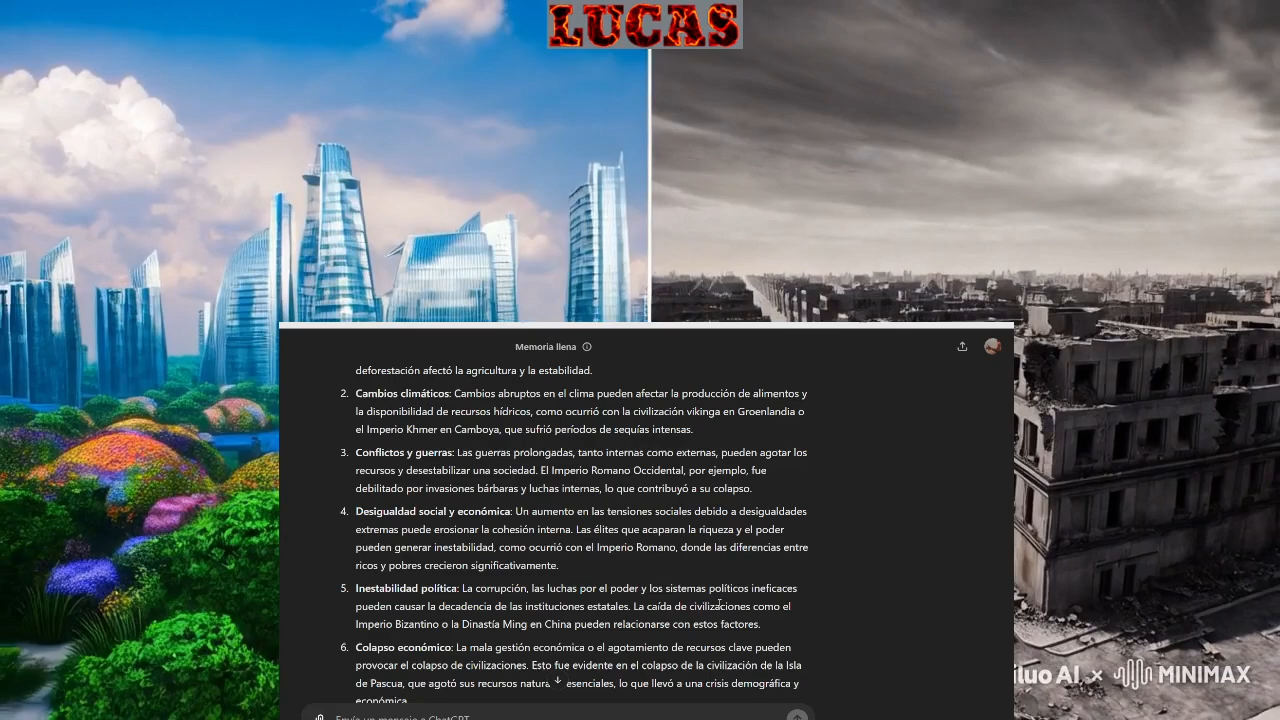 LUCAS
Memoria llena
deforestación afectó la agricultura y la estabilidad.
2. Cambios climáticos: Cambios abruptos en el clima pueden afectar la producción de alimentos y
la disponibilidad de recursos hídricos, como ocurrió con la civilización vikinga en Groenlandia o
el Imperio Khmer en Camboya, que sufrió períodos de sequías intensas.
3. Conflictos y guerras: Las guerras prolongadas, tanto internas como externas, pueden agotar los
recursos y desestabilizar una sociedad. El Imperio Romano Occidental, por ejemplo, fue
debilitado por invasiones bárbaras y luchas internas, lo que contribuyó a su colapso.
4. Desigualdad social y económica: Un aumento en las tensiones sociales debido a desigualdades
extremas puede erosionar la cohesión interna. Las élites que acaparan la riqueza y el poder
pueden generar inestabilidad, como ocurrió con el Imperio Romano, donde las diferencias entre
ricos y pobres crecieron significativamente.
5. Inestabilidad política: La corrupción, las luchas por el poder y los sistemas políticos ineficaces
pueden causar la decadencia de las instituciones estatales. La caída de civilizaciones como el
Imperio Bizantino o la Dinastía Ming en China pueden relacionarse con estos factores.
6. Colapso económico: La mala gestión económica o el agotamiento de recursos clave pueden
provocar el colapso de civilizaciones. Esto fue evidente en el colapso de la civilización de la Isla
de Pascua, que agotó sus recursos natura esenciales, lo que llevó a una crisis demográfica y
económica.
Envía un mensaje a ChatGPT
iluo AI × MINIMAX